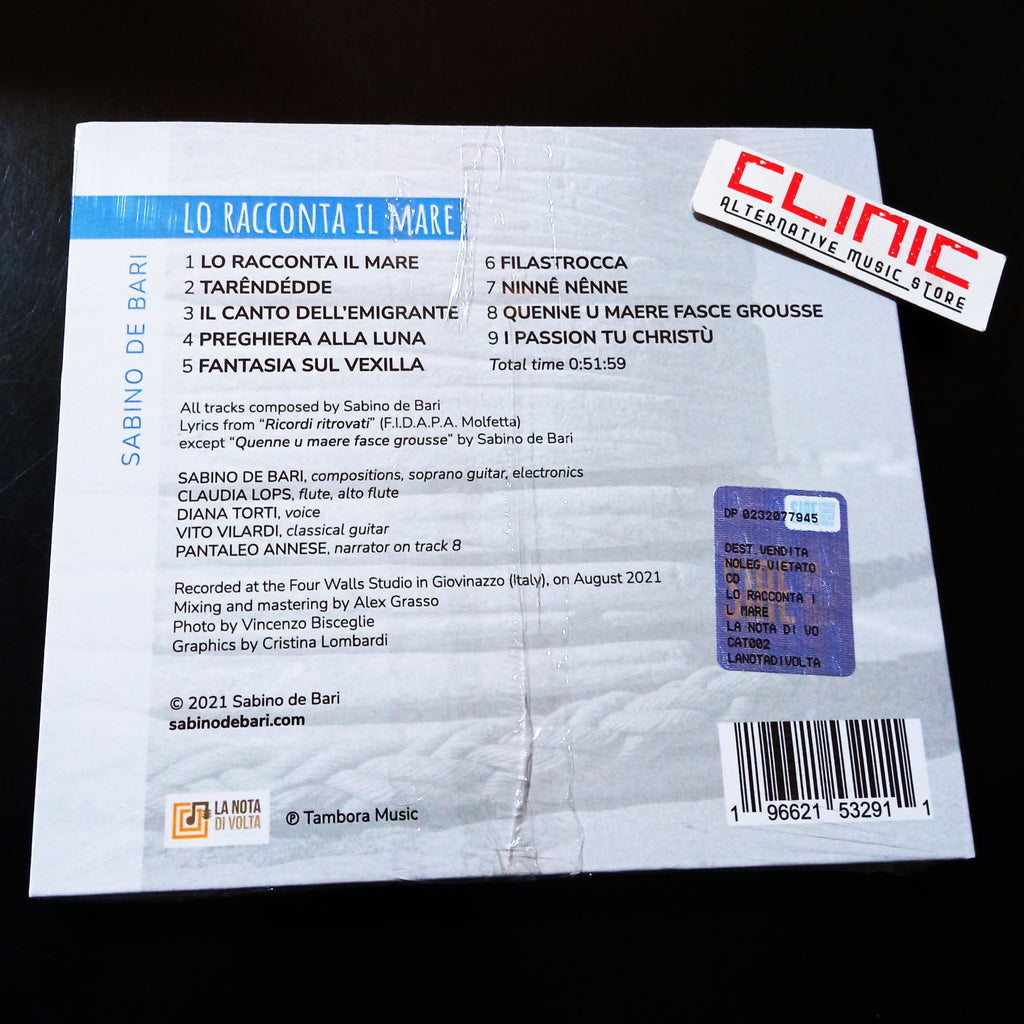 LO RACCONTA IL MARE
SABINO DE BARI
1 LO RACCONTA IL MARE
2 TARÊNDÉDDE
3 IL CANTO DELL'EMIGRANTE
4 PREGHIERA ALLA LUNA
5 FANTASIA SUL VEXILLA
6 FILASTROCCA
7 NINNÊ NÊNNE
8 QUENNE U MAERE FASCE GROUSSE
9 I PASSION TU CHRISTÙ
Total time 0:51:59
All tracks composed by Sabino de Bari
Lyrics from "Ricordi ritrovati" (F.I.D.A.P.A. Molfetta)
except "Quenne u maere fasce grousse" by Sabino de Bari
SABINO DE BARI, compositions, soprano guitar, electronics
CLAUDIA LOPS, flute, alto flute
DIANA TORTI, voice
VITO VILARDI, classical guitar
PANTALEO ANNESE, narrator on track 8
Recorded at the Four Walls Studio in Giovinazzo (Italy), on August 2021
Mixing and mastering by Alex Grasso
Photo by Vincenzo Bisceglie
Graphics by Cristina Lombardi
© 2021 Sabino de Bari
sabinodebari.com
LA NOTA
DI VOLTA
℗ Tambora Music
CLINIC
ALTERNATIVE MUSIC STORE
DP 0232077945
DEST.VENDITA
NOLEG.VIETATO
CD
LO RACCONTA I
L MARE
LA NOTA DI VO
CAT002
LANOTADIVOLTA
1 96621 53291 1